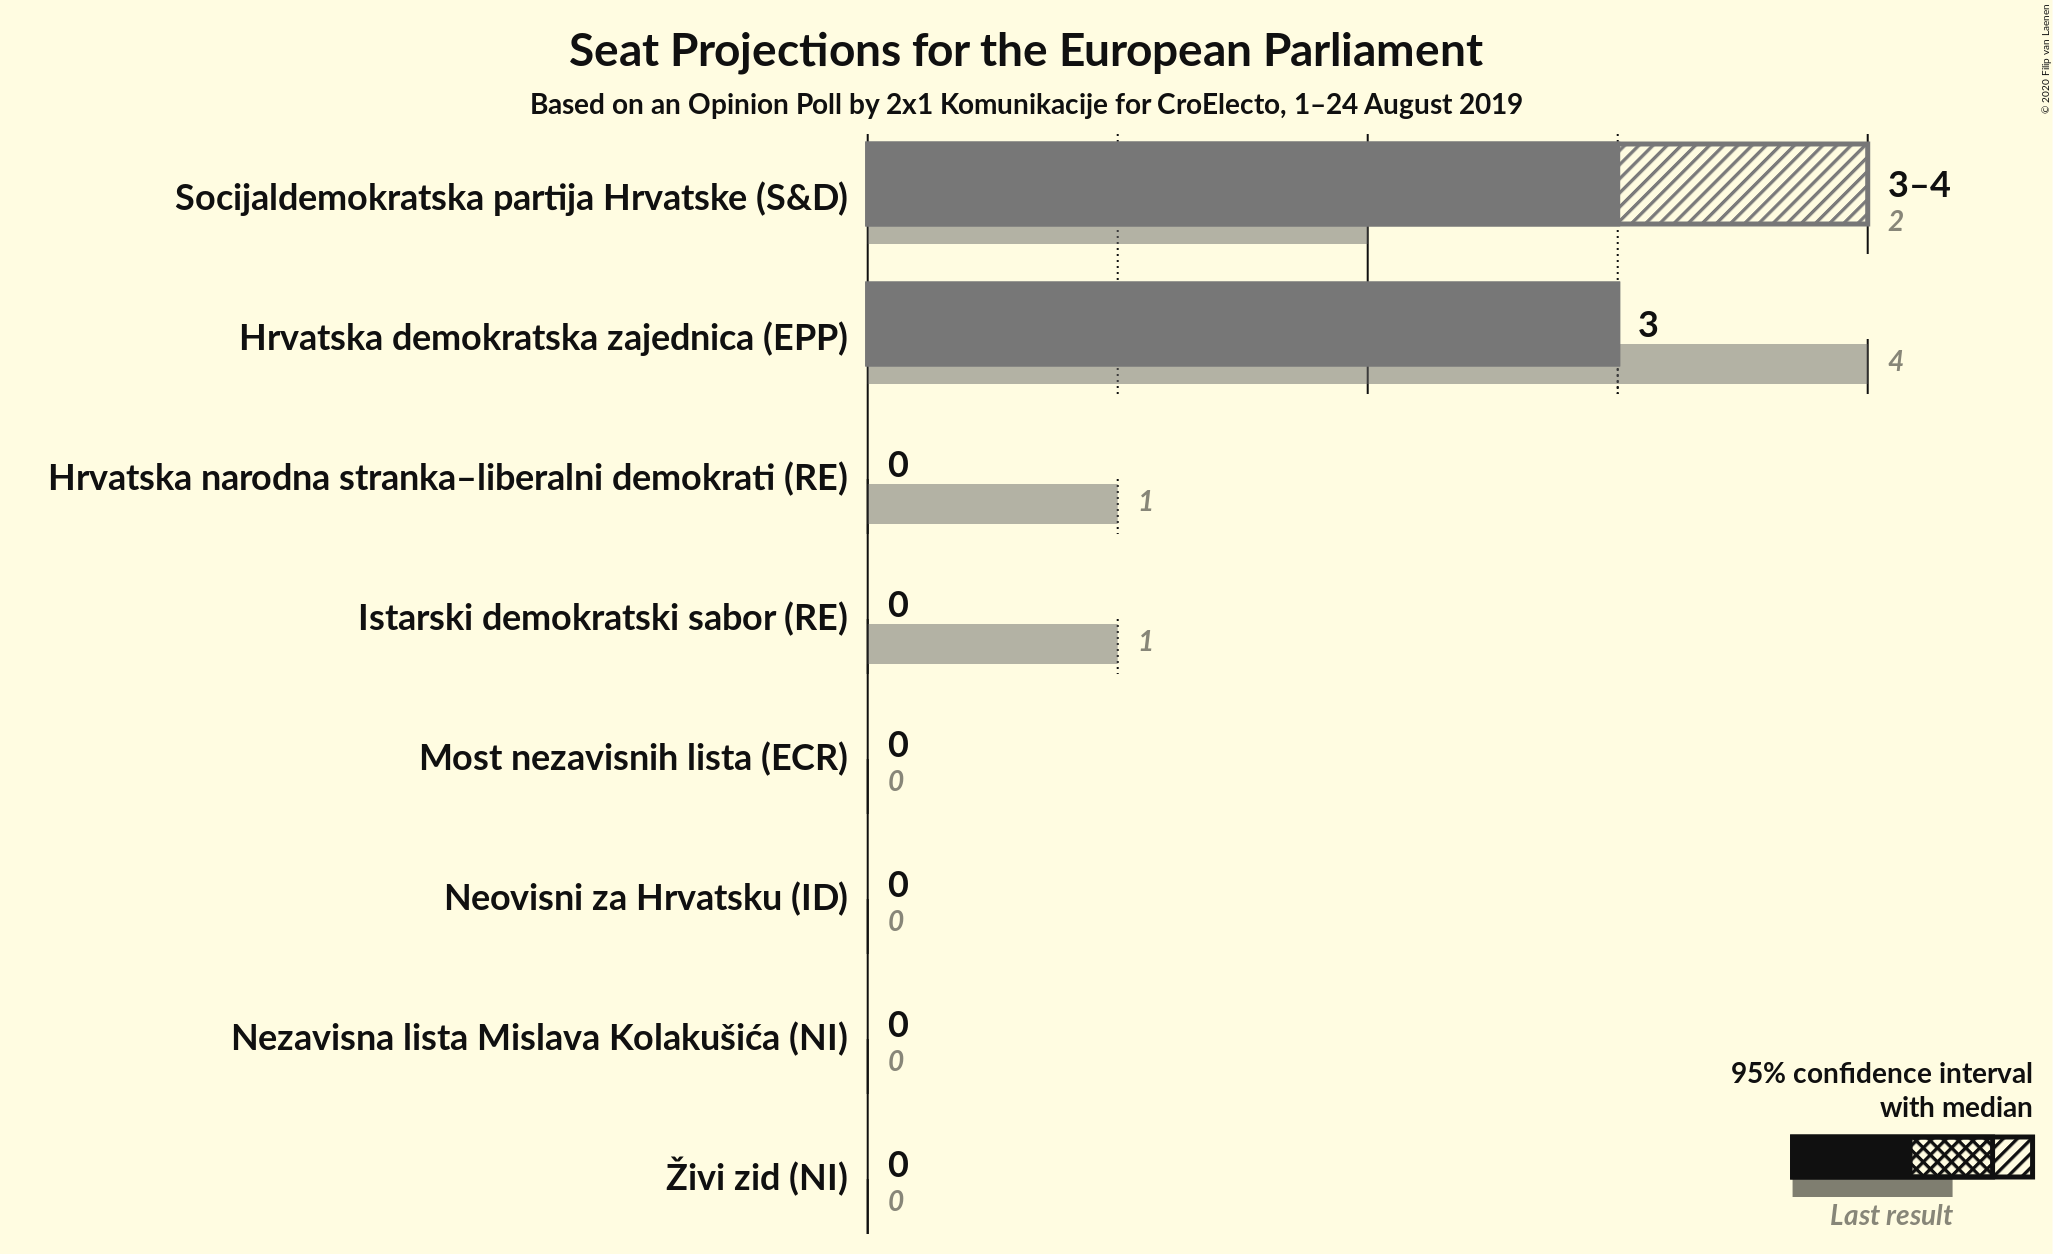 Seat Projections for the European Parliament
Based on an Opinion Poll by 2x1 Komunikacije for CroElecto, 1–24 August 2019
© 2020 Filip van Laenen
Socijaldemokratska partija Hrvatske (S&D)
3–4
2
Hrvatska demokratska zajednica (EPP)
3
4
Hrvatska narodna stranka–liberalni demokrati (RE)
0
1
Istarski demokratski sabor (RE)
0
1
Most nezavisnih lista (ECR)
0
0
Neovisni za Hrvatsku (ID)
0
0
Nezavisna lista Mislava Kolakušića (NI)
0
0
Živi zid (NI)
0
0
95% confidence interval
with median
Last result